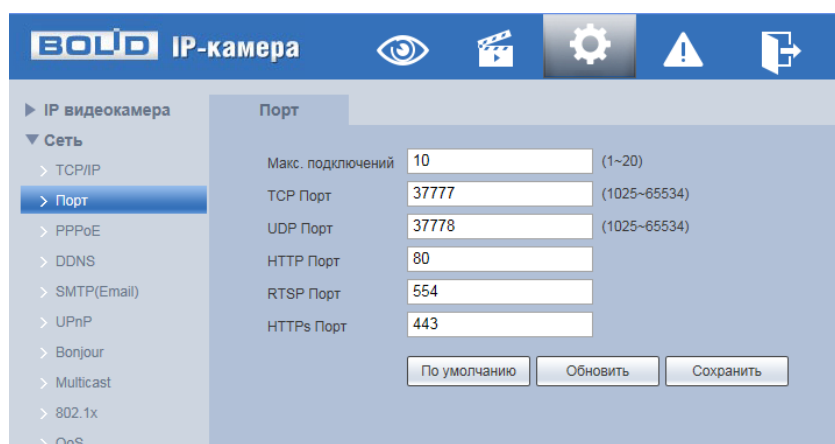 BOLID IP-камера
IP видеокамера
Сеть
TCP/IP
Порт
PPPoE
DDNS
SMTP(Email)
UPnP
Bonjour
Multicast
802.1x
QoS
Порт
Макс. подключений 10 (1~20)
TCP Порт 37777 (1025~65534)
UDP Порт 37778 (1025~65534)
HTTP Порт 80
RTSP Порт 554
HTTPs Порт 443
По умолчанию Обновить Сохранить